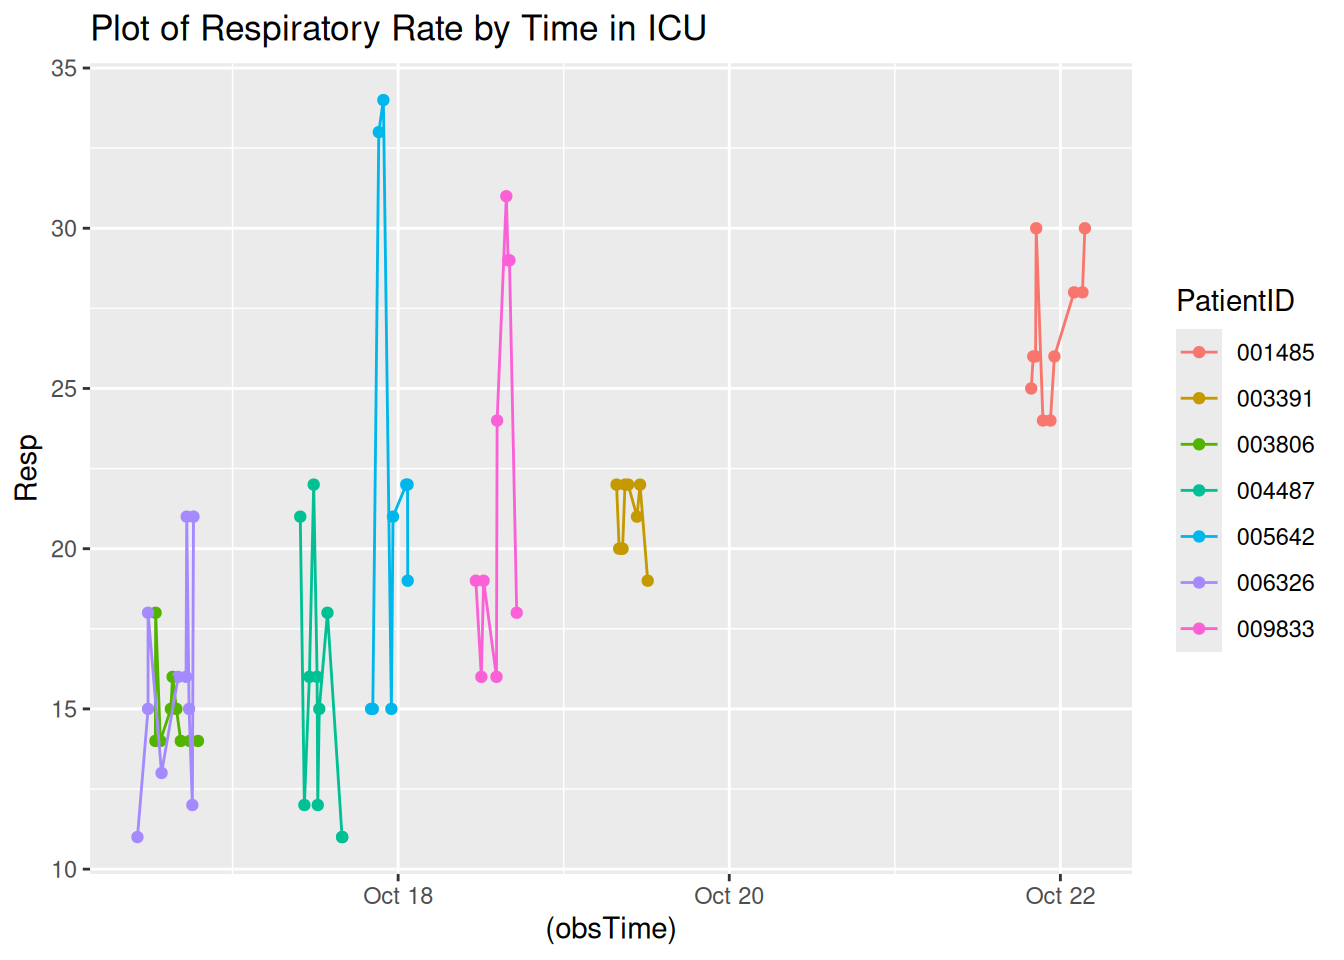 Plot of Respiratory Rate by Time in ICU
35
30
25
20
15
10
Resp
Oct 18
Oct 20
Oct 22
(obsTime)
PatientID
001485
003391
003806
004487
005642
006326
009833